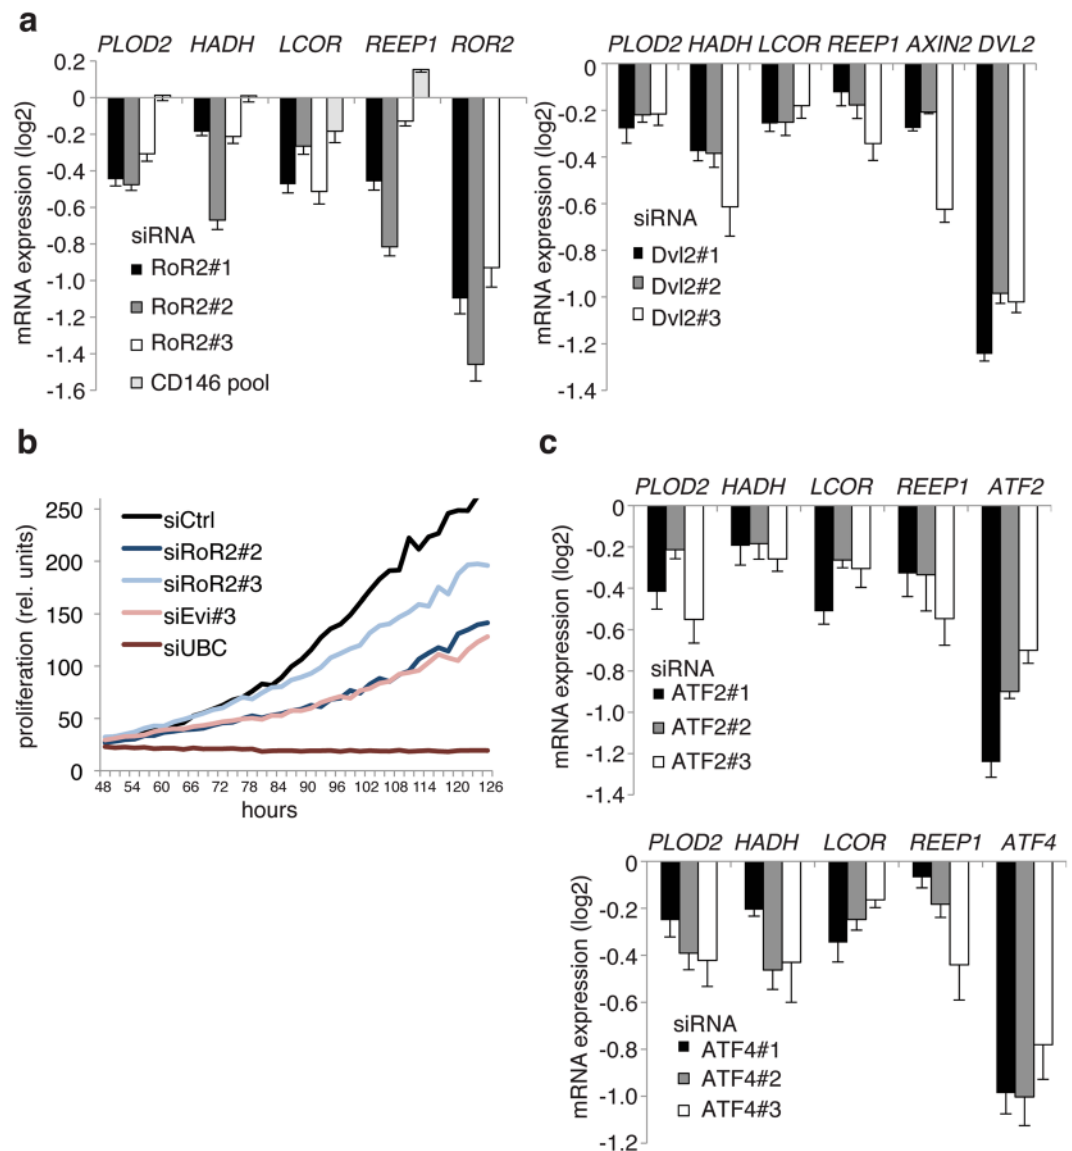 a
PLOD2 HADH LCOR REEP1 ROR2
mRNA expression (log2)
0.2
0
-0.2
-0.4
-0.6
-0.8
-1.0
-1.2
-1.4
-1.6
siRNA
RoR2#1
RoR2#2
RoR2#3
CD146 pool
PLOD2 HADH LCOR REEP1 AXIN2 DVL2
mRNA expression (log2)
0
-0.2
-0.4
-0.6
-0.8
-1.0
-1.2
-1.4
siRNA
Dvl2#1
Dvl2#2
Dvl2#3
b
proliferation (rel. units)
250
200
150
100
50
0
siCtrl
siRoR2#2
siRoR2#3
siEvi#3
siUBC
48 54 60 66 72 78 84 90 96 102 108 114 120 126
hours
c
PLOD2 HADH LCOR REEP1 ATF2
mRNA expression (log2)
0
-0.2
-0.4
-0.6
-0.8
-1.0
-1.2
-1.4
siRNA
ATF2#1
ATF2#2
ATF2#3
PLOD2 HADH LCOR REEP1 ATF4
mRNA expression (log2)
0
-0.2
-0.4
-0.6
-0.8
-1.0
-1.2
siRNA
ATF4#1
ATF4#2
ATF4#3